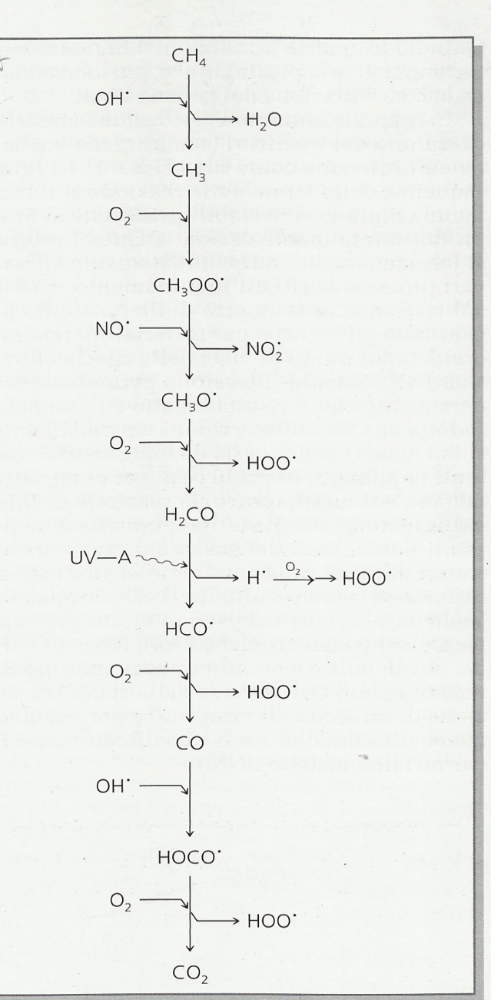 CH₄
OH• H₂O
CH₃•
O₂
CH₃OO•
NO• NO₂•
CH₃O•
O₂ HOO•
H₂CO
UV—A H• O₂ HOO•
HCO•
O₂ HOO•
CO
OH•
HOCO•
O₂ HOO•
CO₂